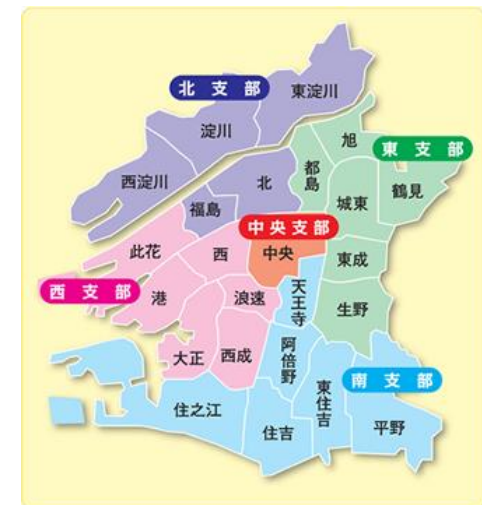 北支部
東淀川
淀川
旭
東支部
西淀川
北
都島
鶴見
福島
城東
中央支部
此花
西
中央
東成
西支部
港
浪速
天王寺
生野
大正
西成
阿倍野
東住吉
南支部
住之江
住吉
平野